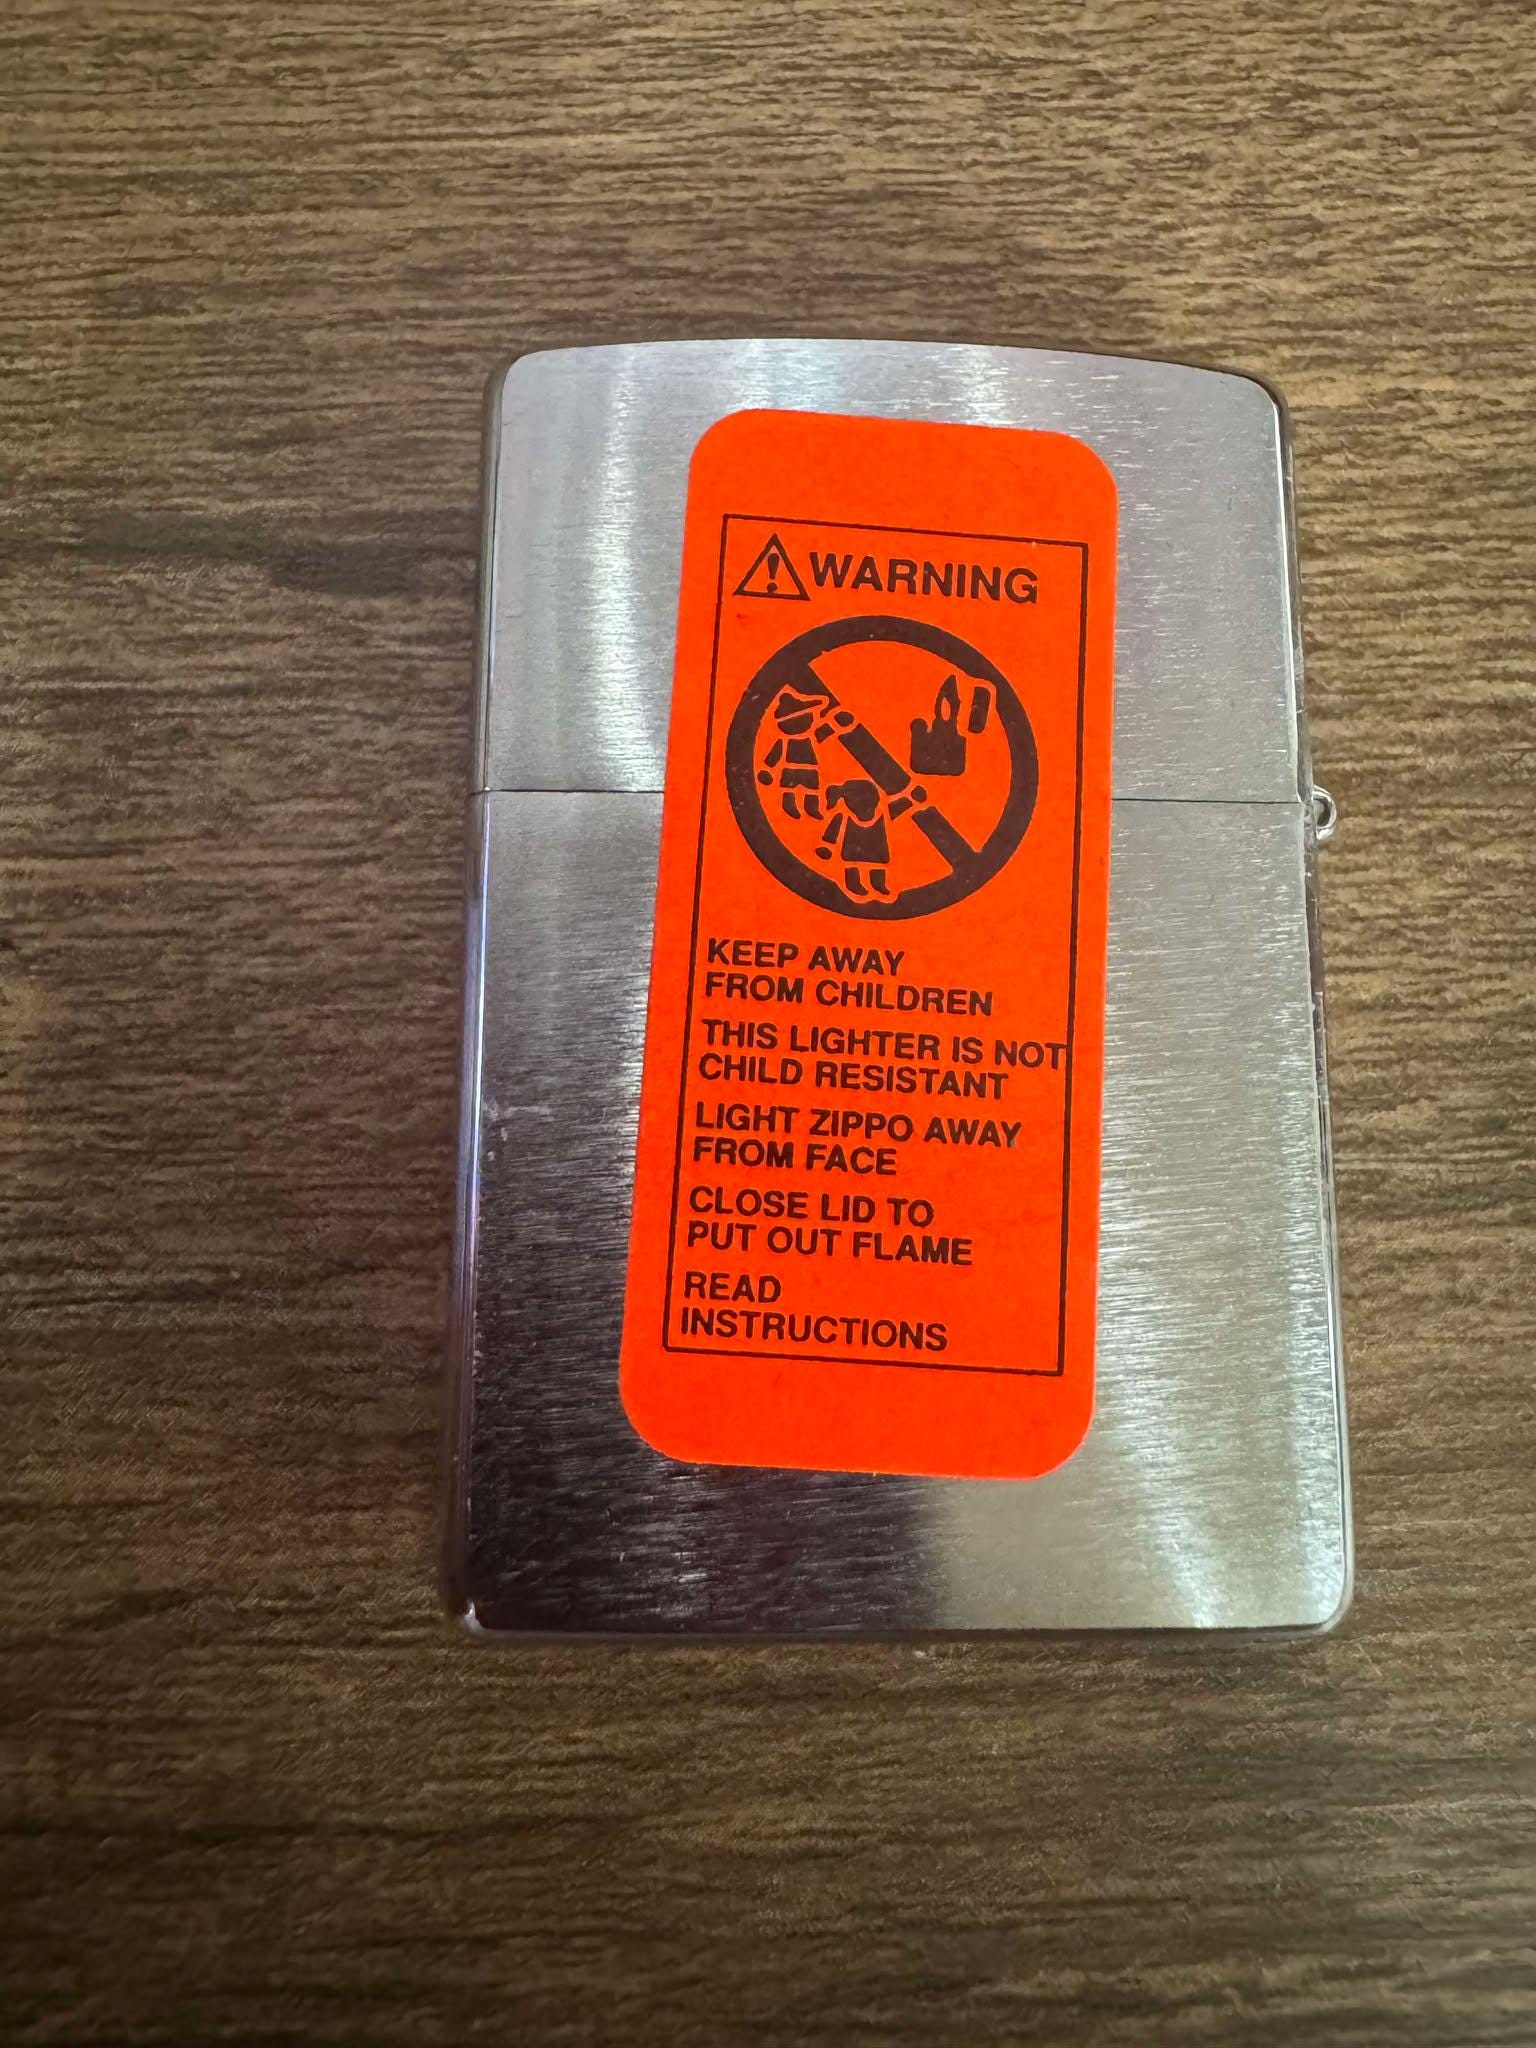 WARNING
KEEP AWAY
FROM CHILDREN
THIS LIGHTER IS NOT
CHILD RESISTANT
LIGHT ZIPPO AWAY
FROM FACE
CLOSE LID TO
PUT OUT FLAME
READ
INSTRUCTIONS